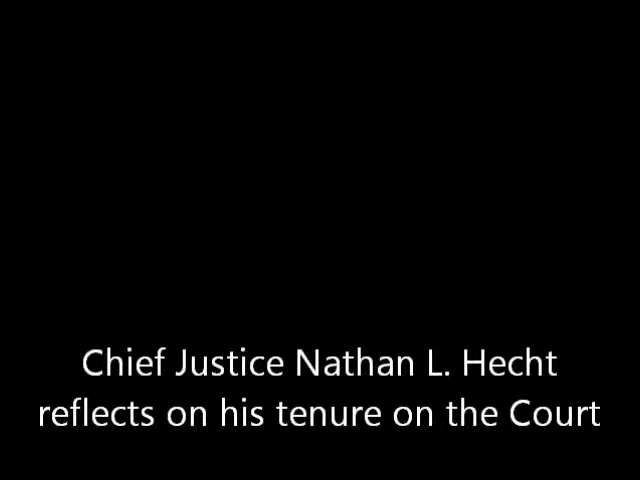 Chief Justice Nathan L. Hecht
reflects on his tenure on the Court